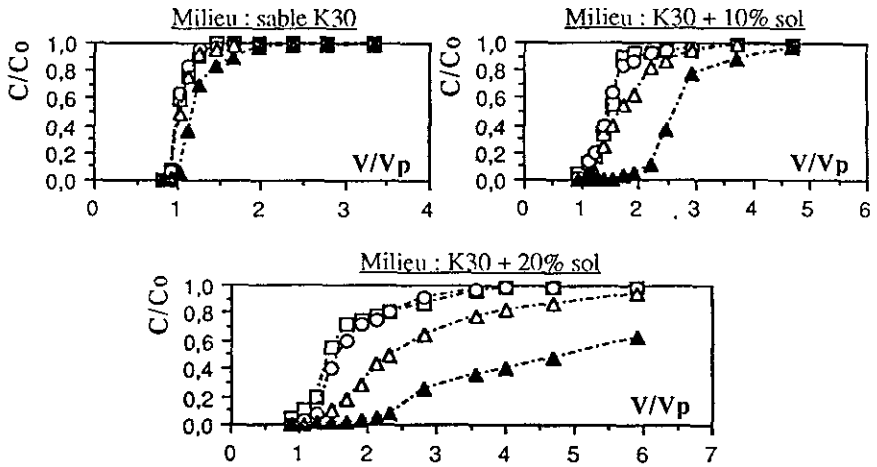 Milieu : sable K30
C/Co
1,0
0,8
0,6
0,4
0,2
0,0
V/Vp
0 1 2 3 4
Milieu : K30 + 10% sol
C/Co
1,0
0,8
0,6
0,4
0,2
0,0
V/Vp
0 1 2 3 4 5 6
Milieu : K30 + 20% sol
C/Co
1,0
0,8
0,6
0,4
0,2
0,0
V/Vp
0 1 2 3 4 5 6 7